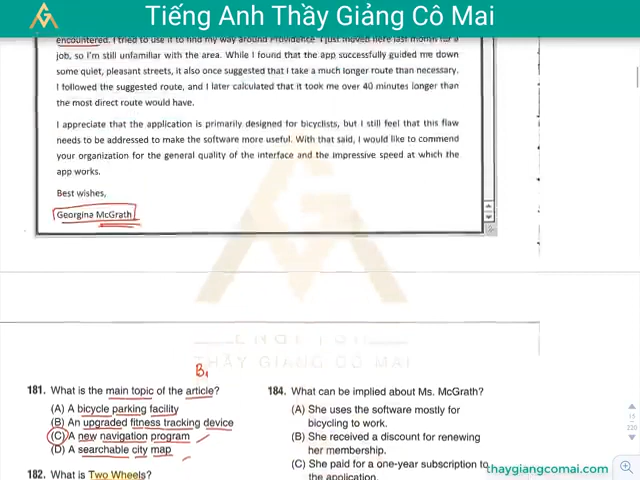 Tiếng Anh Thầy Giảng Cô Mai
encountered. I tried to use it to find my way around Providence I just moved here last month for a
job, so I'm still unfamiliar with the area. While I found that the app successfully guided me down
some quiet, pleasant streets, it also once suggested that I take a much longer route than necessary.
I followed the suggested route, and I later calculated that it took me over 40 minutes longer than
the most direct route would have.
I appreciate that the application is primarily designed for bicyclists, but I still feel that this flaw
needs to be addressed to make the software more useful. With that said, I would like to commend
your organization for the general quality of the interface and the impressive speed at which the
app works.
Best wishes,
Georgina McGrath
THẦY GIẢNG CÔ MAI
181. What is the main topic of the article?
(A) A bicycle parking facility
(B) An upgraded fitness tracking device
(C) A new navigation program
(D) A searchable city map
182. What is Two Wheels?
184. What can be implied about Ms. McGrath?
(A) She uses the software mostly for
bicycling to work.
(B) She received a discount for renewing
her membership.
(C) She paid for a one-year subscription to
the application.
15
220
thaygiangcomai.com